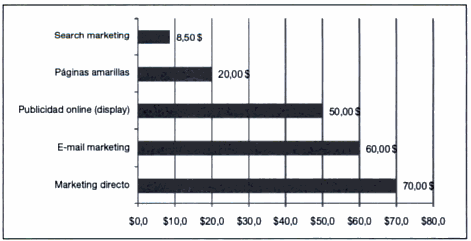 Search marketing 8,50 $
Páginas amarillas 20,00 $
Publicidad online (display) 50,00 $
E-mail marketing 60,00 $
Marketing directo 70,00 $
$0,0 $10,0 $20,0 $30,0 $40,0 $50,0 $60,0 $70,0 $80,0